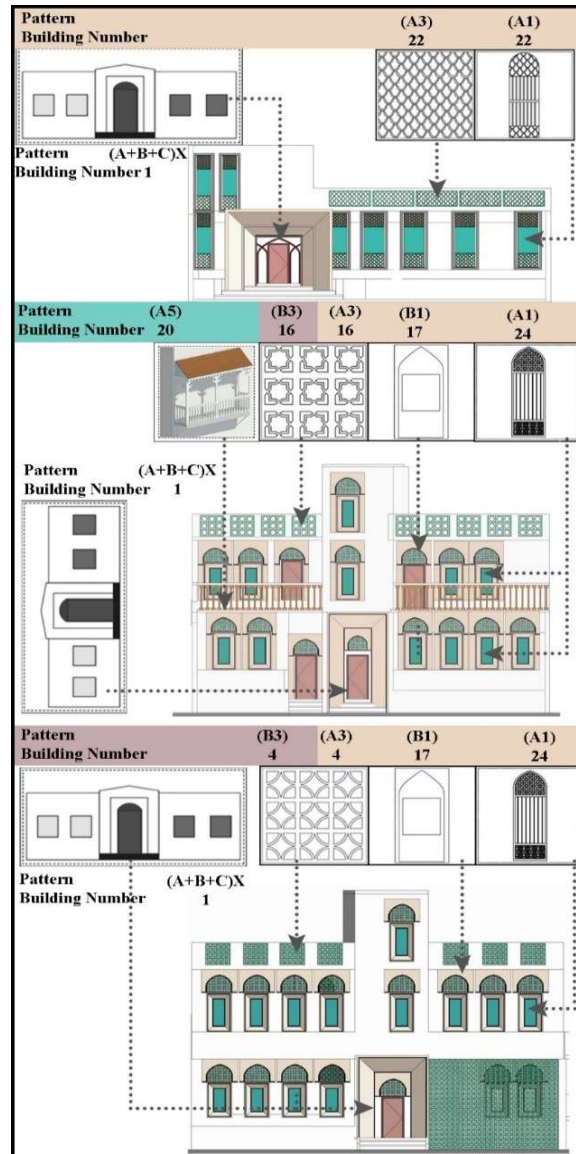 Pattern (A3) (A1)
Building Number 22 22
Pattern (A+B+C)X
Building Number 1
Pattern (A5) (B3) (A3) (B1) (A1)
Building Number 20 16 16 17 24
Pattern (A+B+C)X
Building Number 1
Pattern (B3) (A3) (B1) (A1)
Building Number 4 4 17 24
Pattern (A+B+C)X
Building Number 1